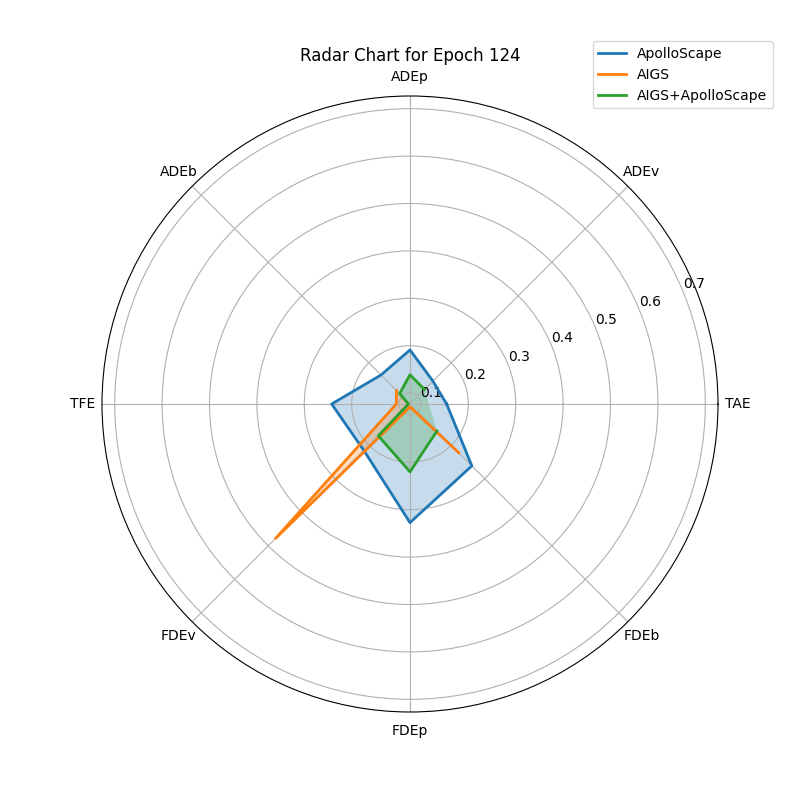 Radar Chart for Epoch 124
ApolloScape
AIGS
AIGS+ApolloScape
ADEp
ADEb
ADEv
0.7
0.6
0.5
0.4
0.3
0.2
0.1
TFE
TAE
FDEv
FDEb
FDEp